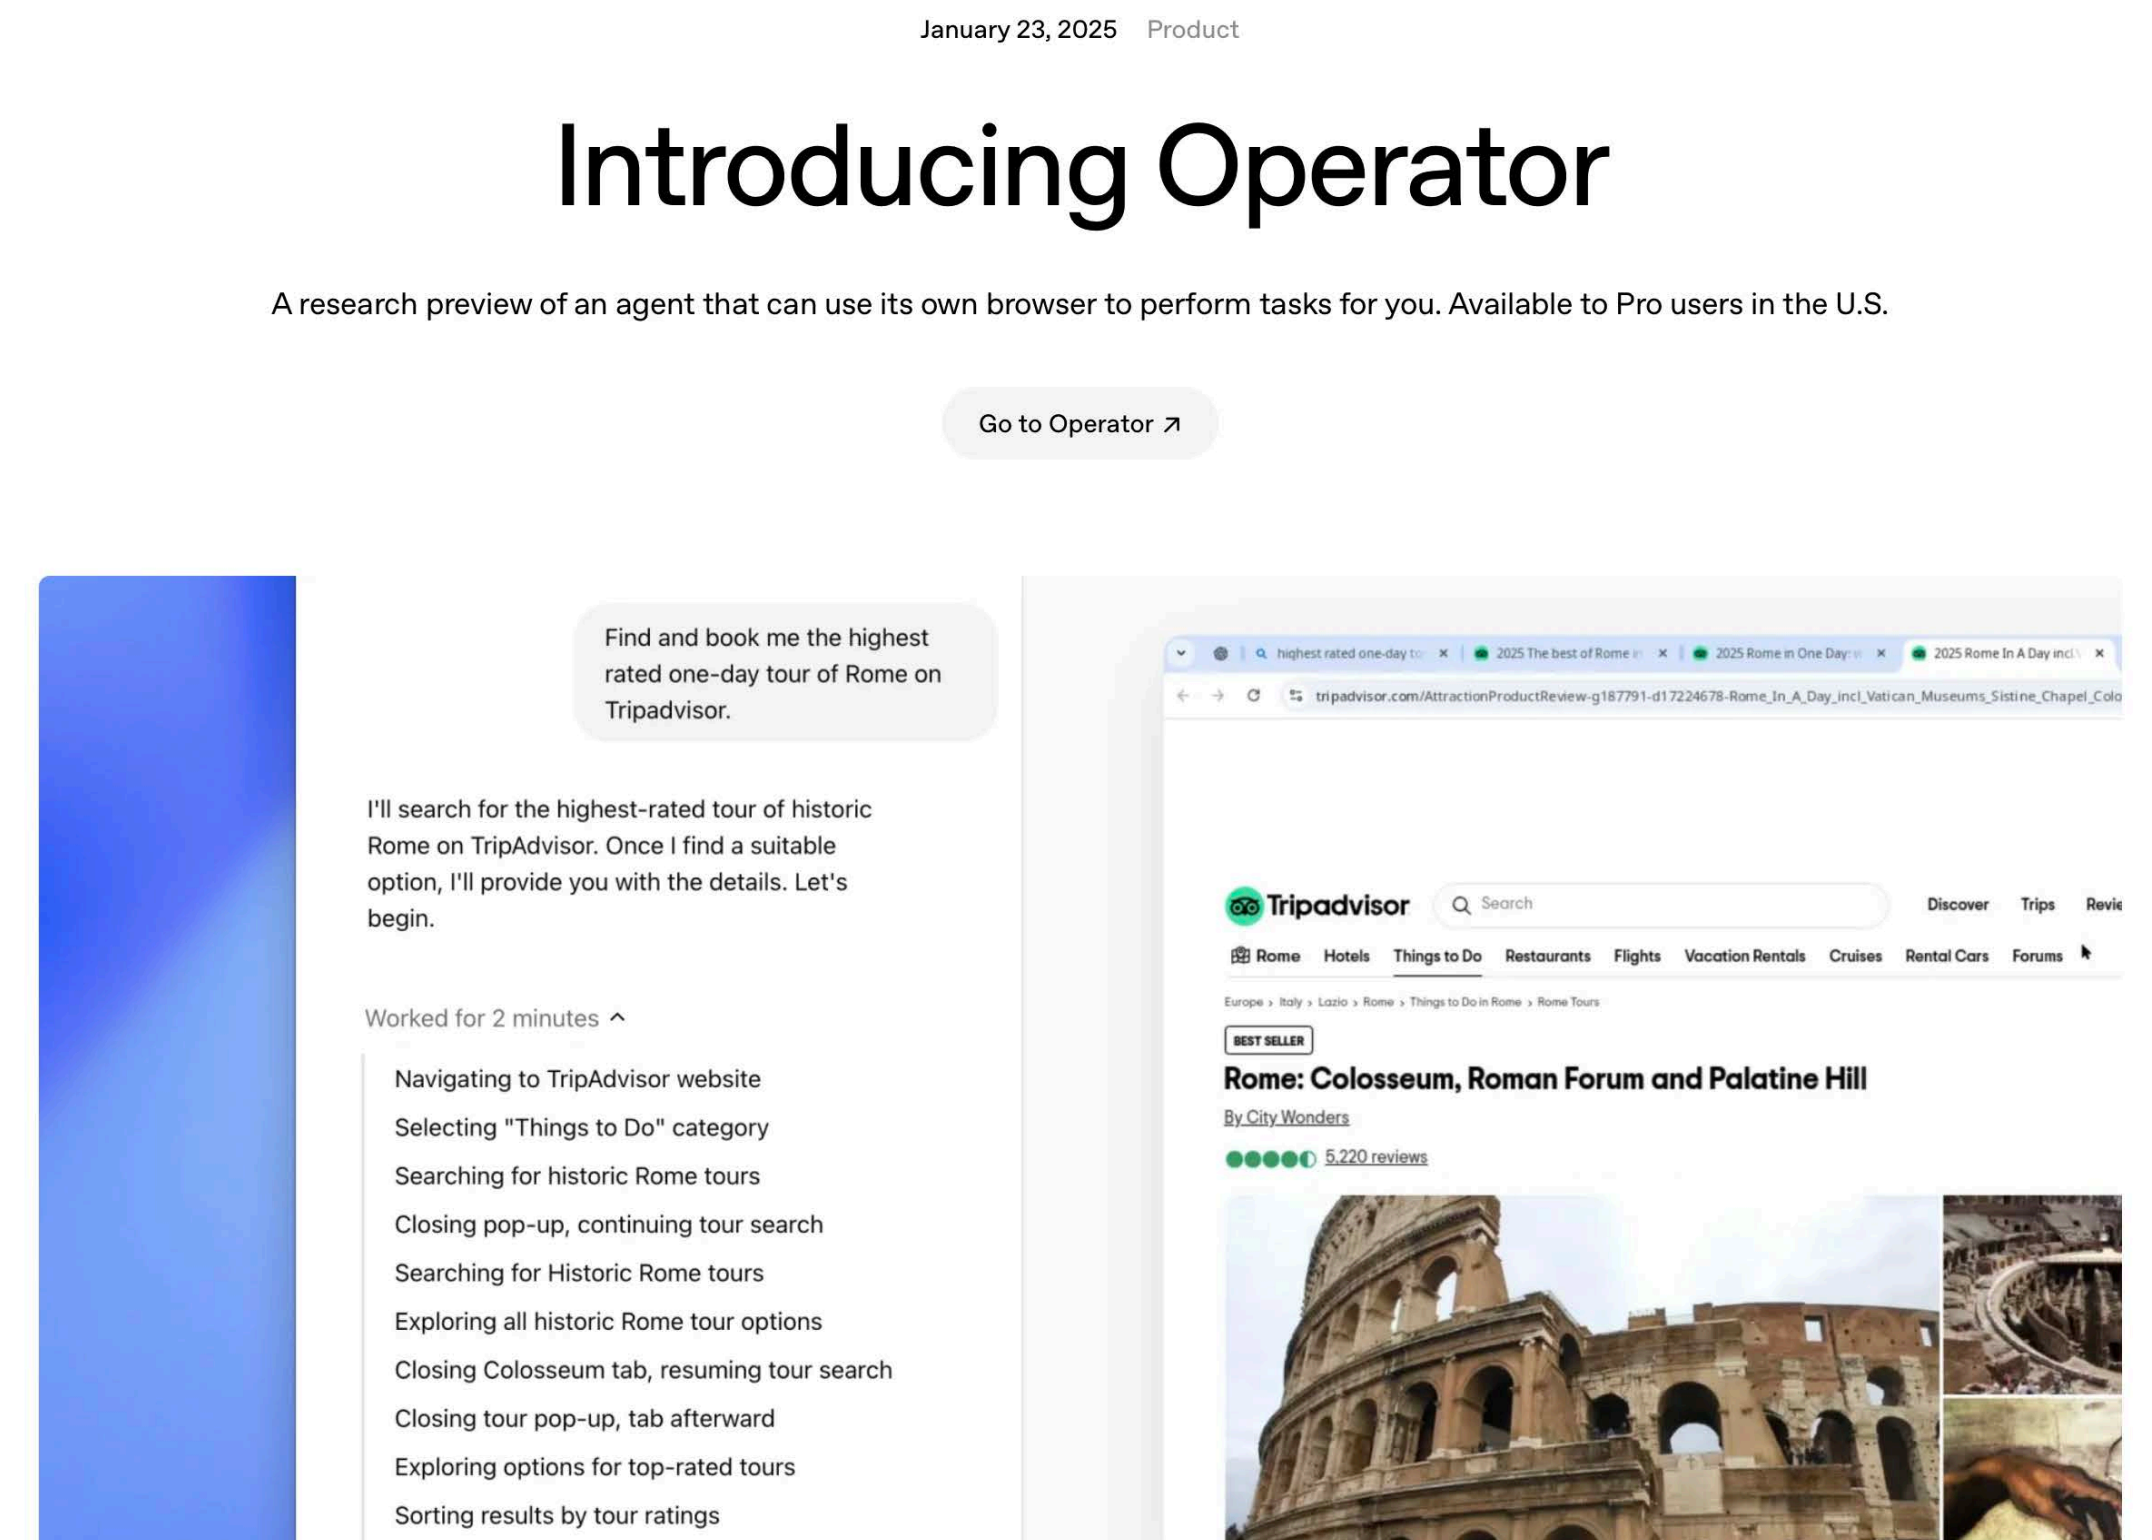 January 23, 2025 Product
Introducing Operator
A research preview of an agent that can use its own browser to perform tasks for you. Available to Pro users in the U.S.
Go to Operator ↗
Find and book me the highest
rated one-day tour of Rome on
Tripadvisor.
I'll search for the highest-rated tour of historic
Rome on TripAdvisor. Once I find a suitable
option, I'll provide you with the details. Let's
begin.
Worked for 2 minutes
Navigating to TripAdvisor website
Selecting "Things to Do" category
Searching for historic Rome tours
Closing pop-up, continuing tour search
Searching for Historic Rome tours
Exploring all historic Rome tour options
Closing Colosseum tab, resuming tour search
Closing tour pop-up, tab afterward
Exploring options for top-rated tours
Sorting results by tour ratings
highest rated one-day to 2025 The best of Rome 2025 Rome in One Day: 2025 Rome In A Day incl
tripadvisor.com/AttractionProductReview-g187791-d17224678-Rome_In_A_Day_incl_Vatican_Museums_Sistine_Chapel_Colo
Tripadvisor Search Discover Trips Revie
Rome Hotels Things to Do Restaurants Flights Vacation Rentals Cruises Rental Cars Forums
Europe › Italy › Lazio › Rome › Things to Do in Rome › Rome Tours
BEST SELLER
Rome: Colosseum, Roman Forum and Palatine Hill
By City Wonders
5,220 reviews